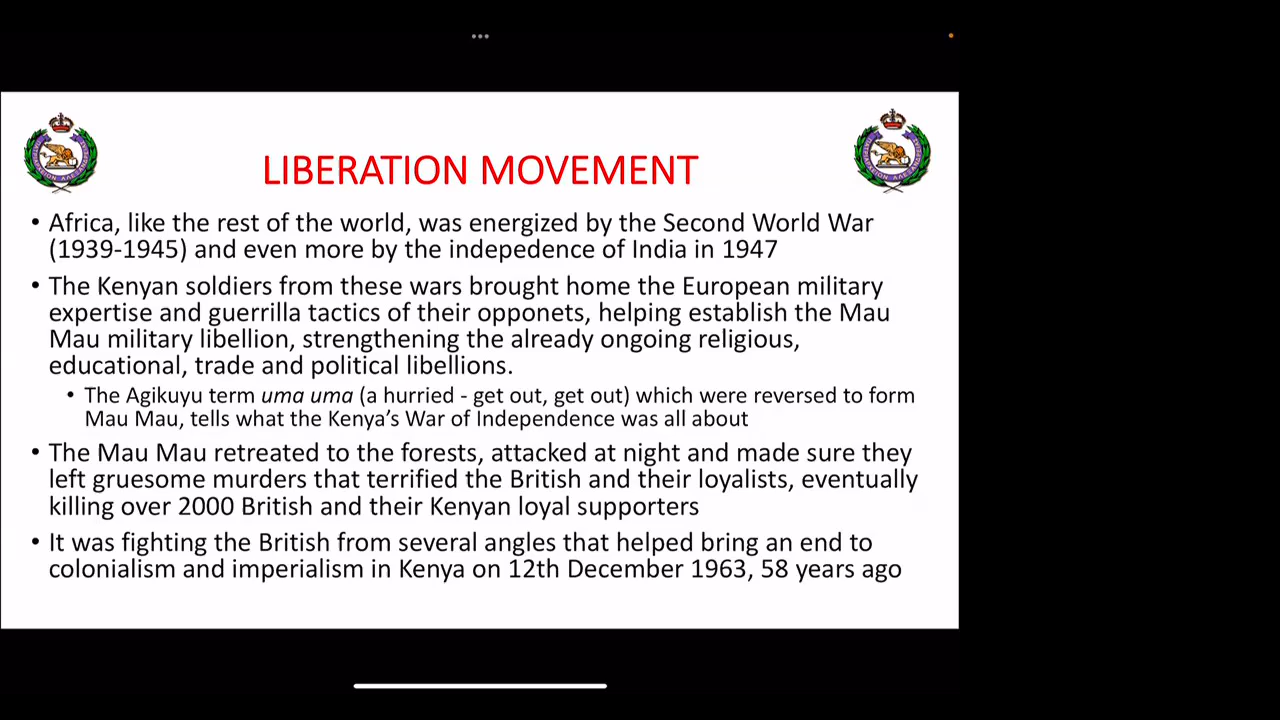 LIBERATION MOVEMENT
• Africa, like the rest of the world, was energized by the Second World War
(1939-1945) and even more by the indepedence of India in 1947
• The Kenyan soldiers from these wars brought home the European military
expertise and guerrilla tactics of their opponets, helping establish the Mau
Mau military libellion, strengthening the already ongoing religious,
educational, trade and political libellions.
• The Agikuyu term uma uma (a hurried - get out, get out) which were reversed to form
Mau Mau, tells what the Kenya’s War of Independence was all about
• The Mau Mau retreated to the forests, attacked at night and made sure they
left gruesome murders that terrified the British and their loyalists, eventually
killing over 2000 British and their Kenyan loyal supporters
• It was fighting the British from several angles that helped bring an end to
colonialism and imperialism in Kenya on 12th December 1963, 58 years ago